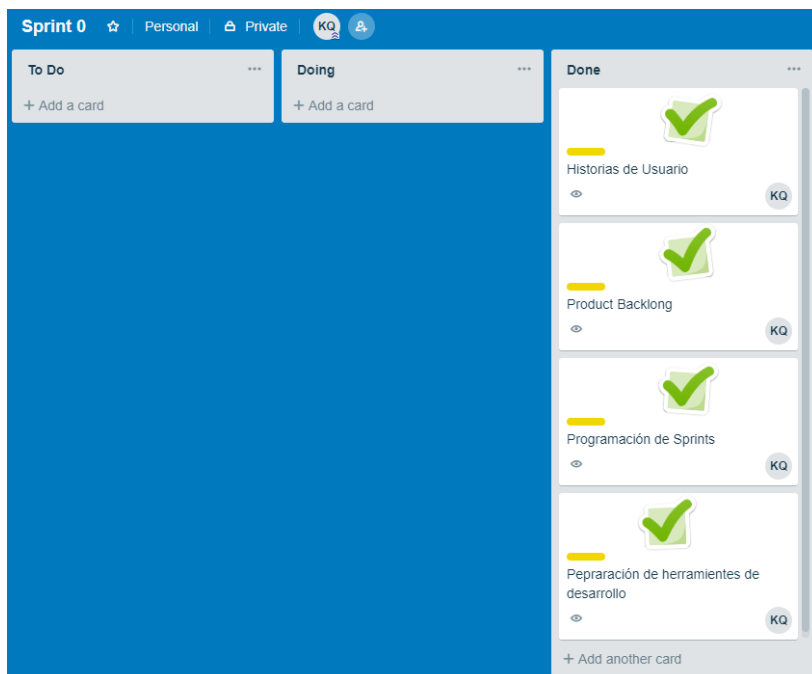 Sprint 0 Personal Private KQ
To Do ... Doing ... Done ...
+ Add a card + Add a card
Historias de Usuario
KQ
Product Backlong
KQ
Programación de Sprints
KQ
Pepraración de herramientes de
desarrollo
KQ
+ Add another card